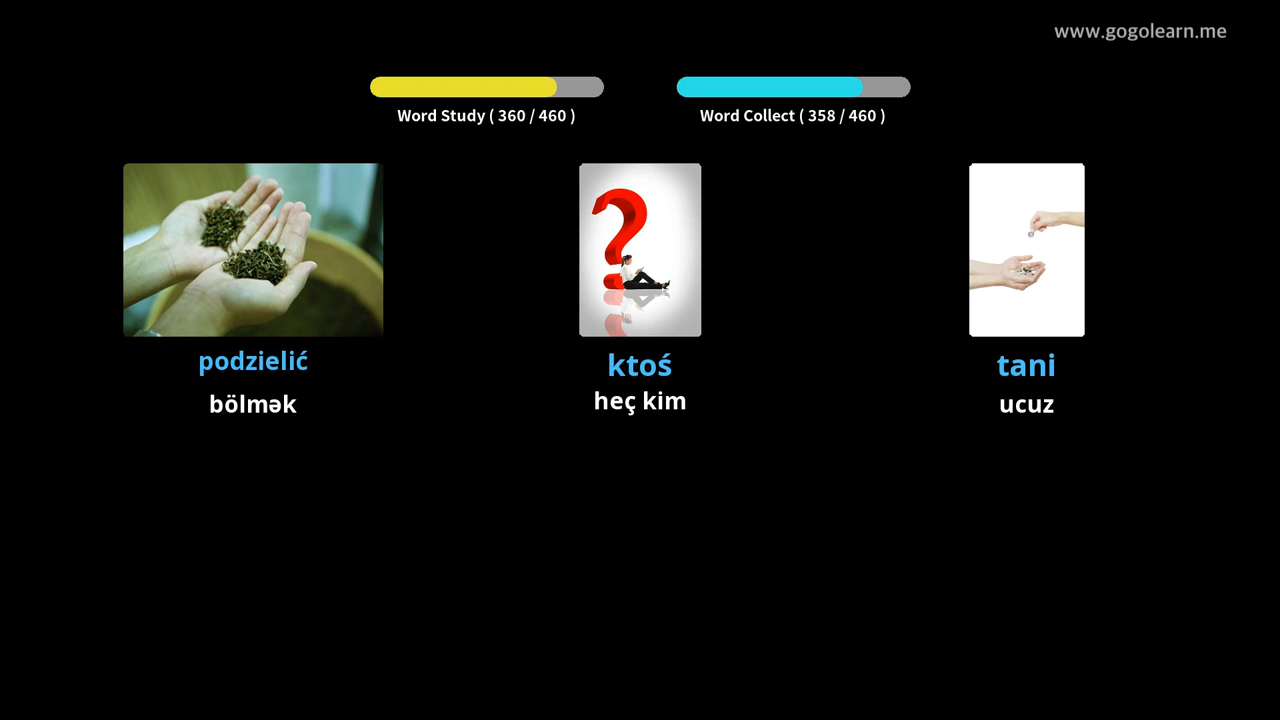 www.gogolearn.me
Word Study ( 360 / 460 )
Word Collect ( 358 / 460 )
podzielić
bölmək
ktoś
heç kim
tani
ucuz